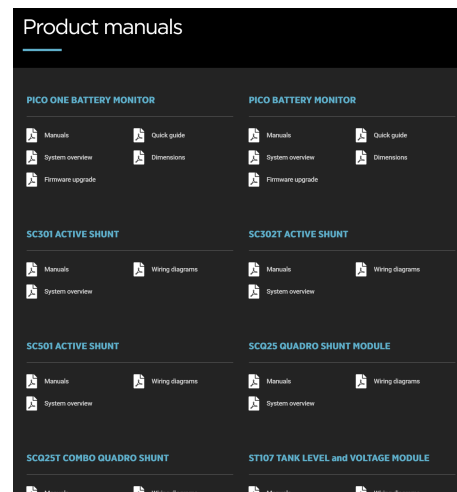 Product manuals
PICO ONE BATTERY MONITOR
Manuals
Quick guide
System overview
Dimensions
Firmware upgrade
PICO BATTERY MONITOR
Manuals
Quick guide
System overview
Dimensions
Firmware upgrade
SC301 ACTIVE SHUNT
Manuals
Wiring diagrams
System overview
SC302T ACTIVE SHUNT
Manuals
Wiring diagrams
System overview
SC501 ACTIVE SHUNT
Manuals
Wiring diagrams
System overview
SCQ25 QUADRO SHUNT MODULE
Manuals
Wiring diagrams
System overview
SCQ25T COMBO QUADRO SHUNT
ST107 TANK LEVEL and VOLTAGE MODULE